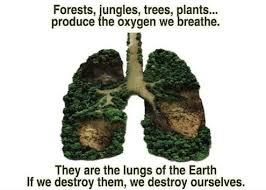 Forests, jungles, trees, plants...
produce the oxygen we breathe.
They are the lungs of the Earth
If we destroy them, we destroy ourselves.